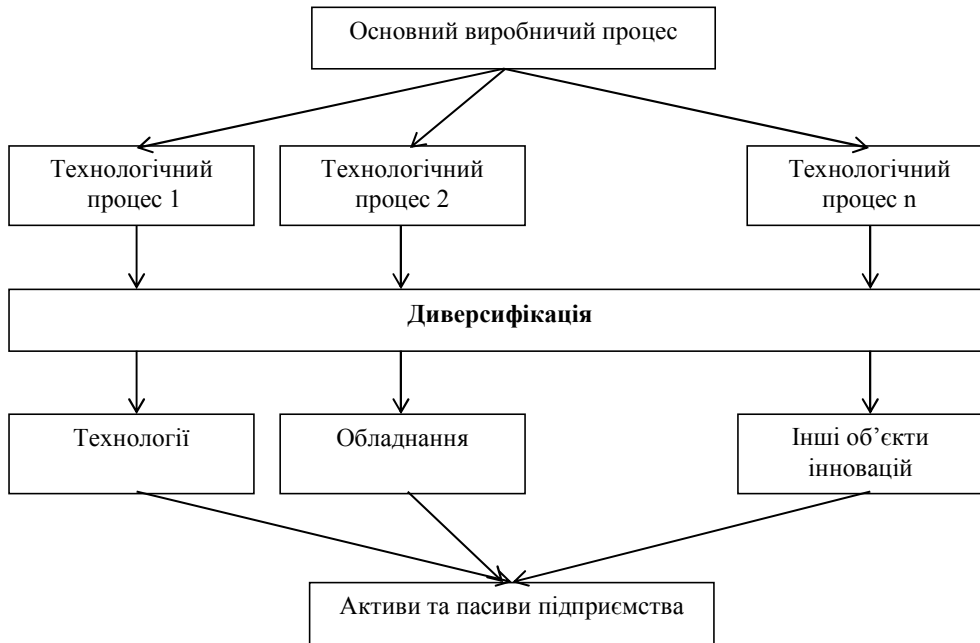 Основний виробничий процес
Технологічний
процес 1
Технологічний
процес 2
Технологічний
процес n
Диверсифікація
Технології
Обладнання
Інші об’єкти
інновацій
Активи та пасиви підприємства